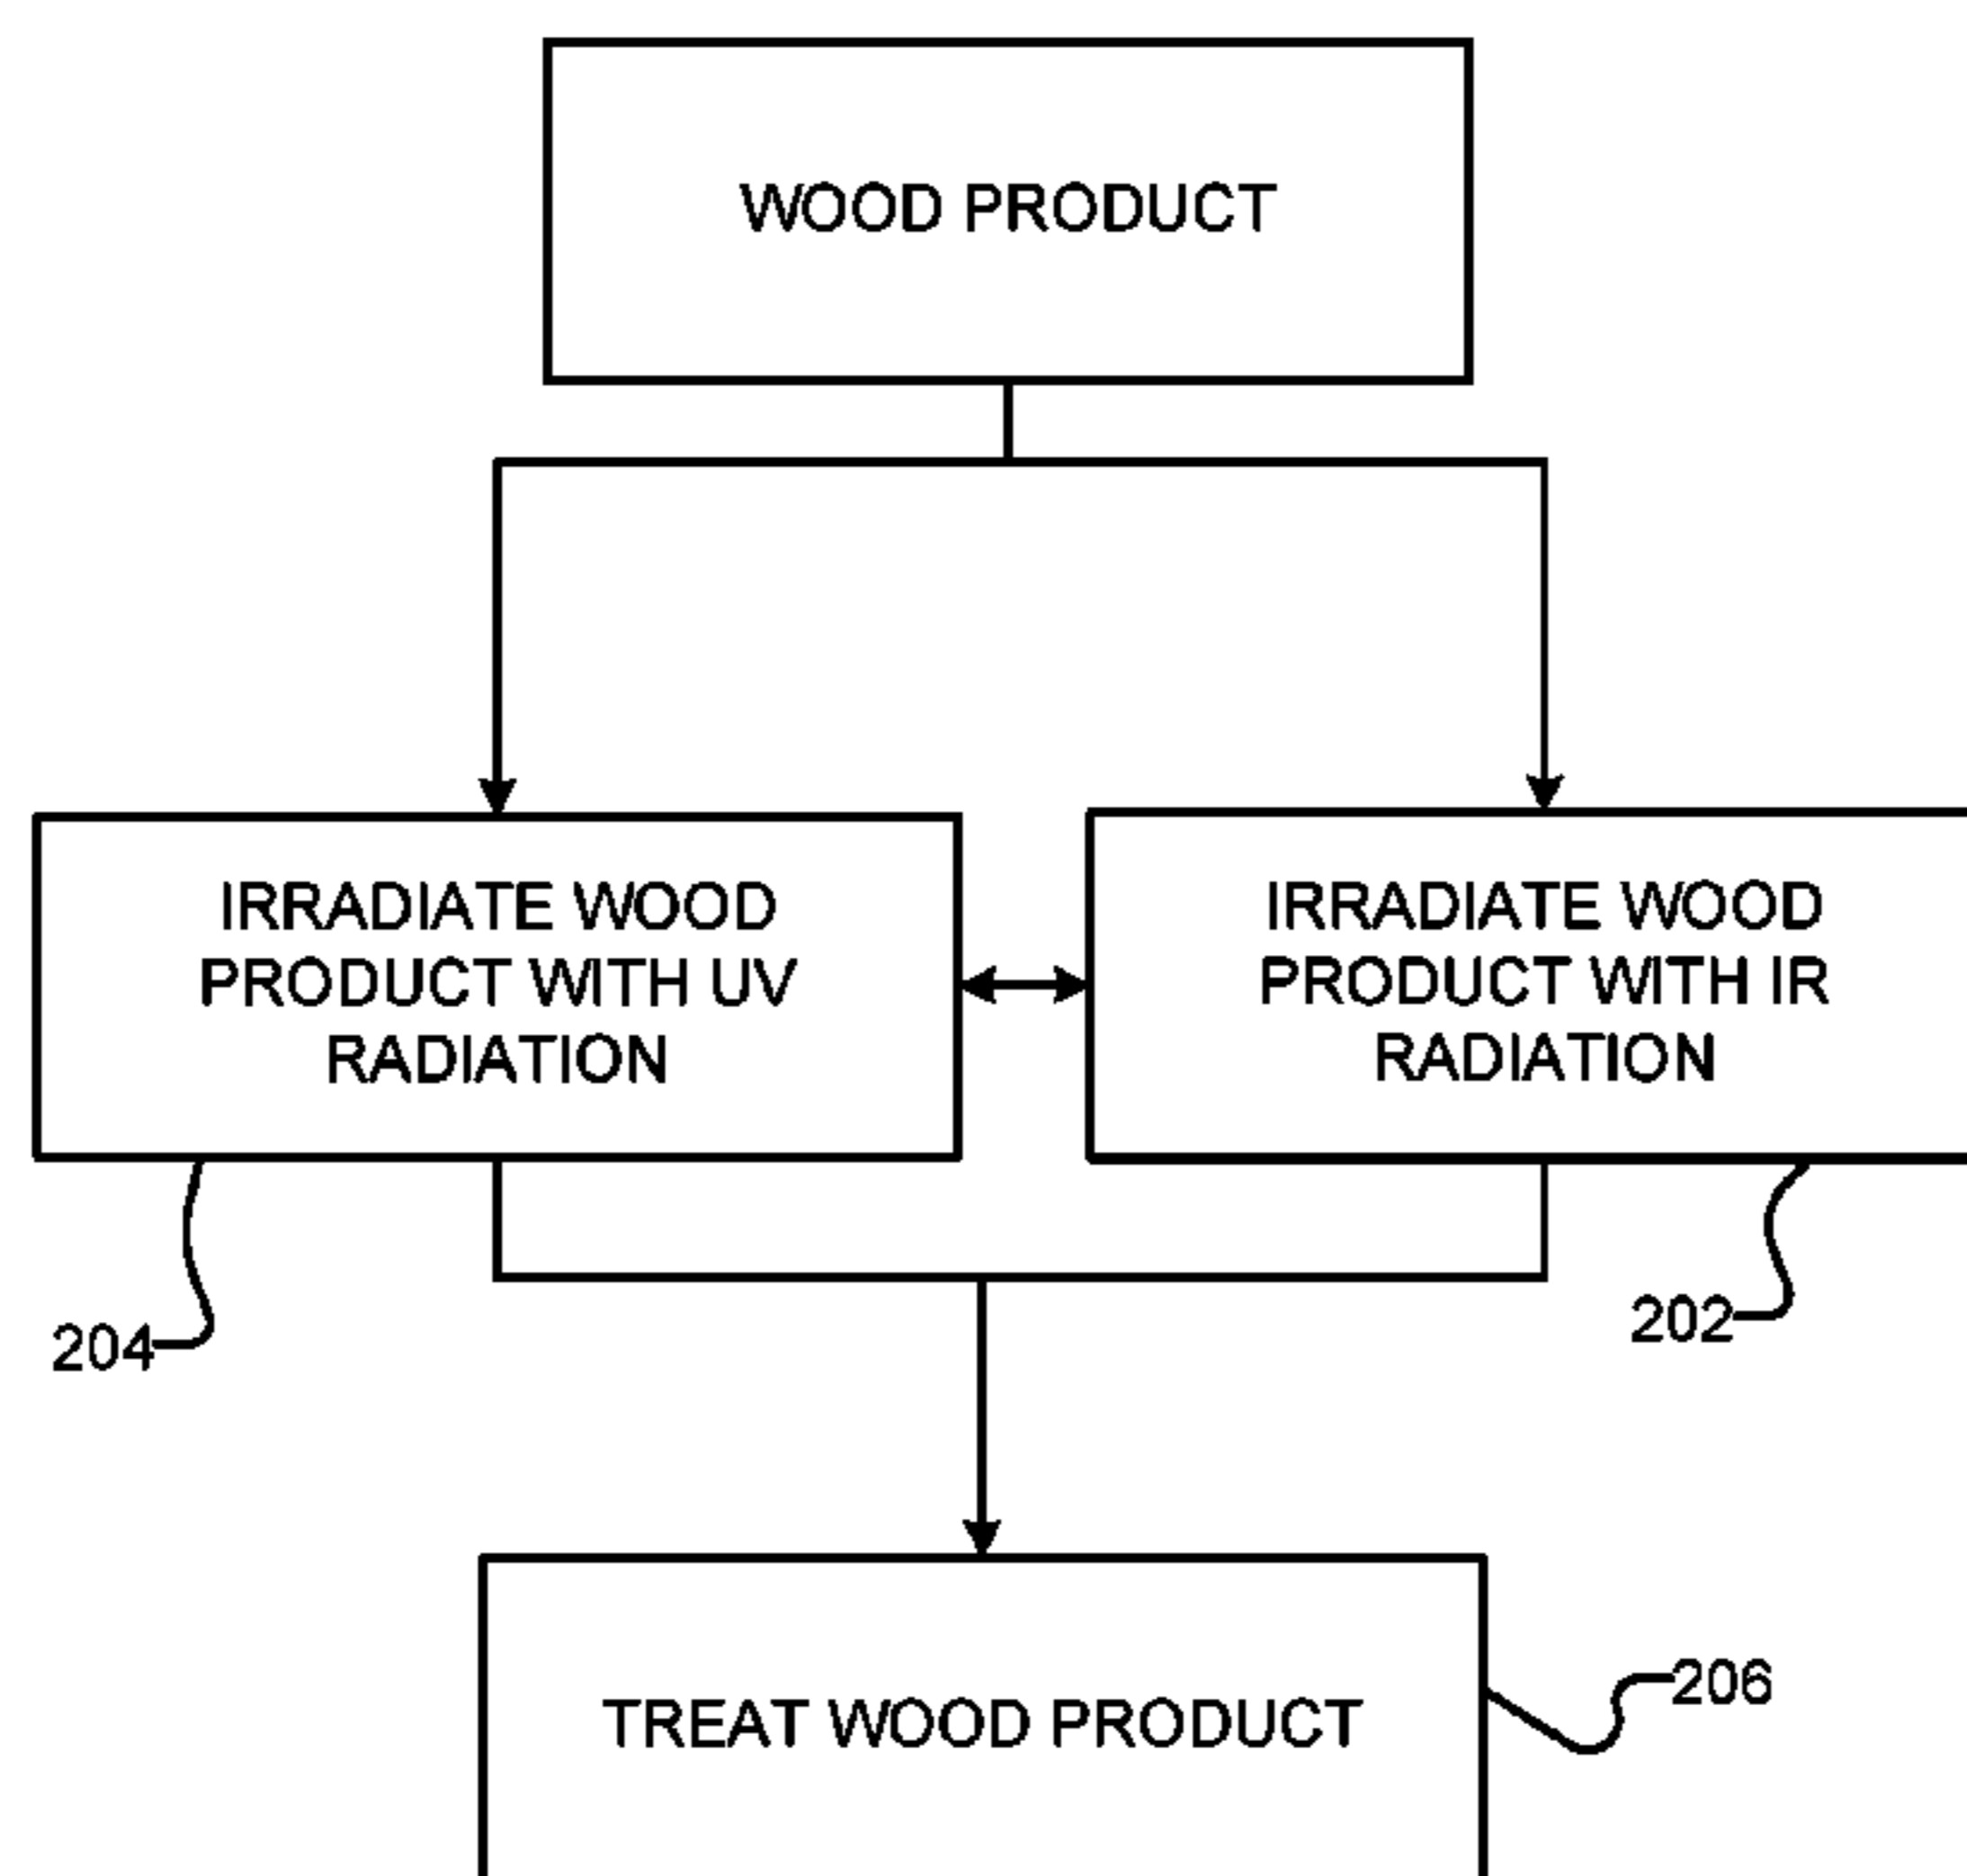 WOOD PRODUCT
IRRADIATE WOOD
PRODUCT WITH UV
RADIATION
IRRADIATE WOOD
PRODUCT WITH IR
RADIATION
204
202
TREAT WOOD PRODUCT
206